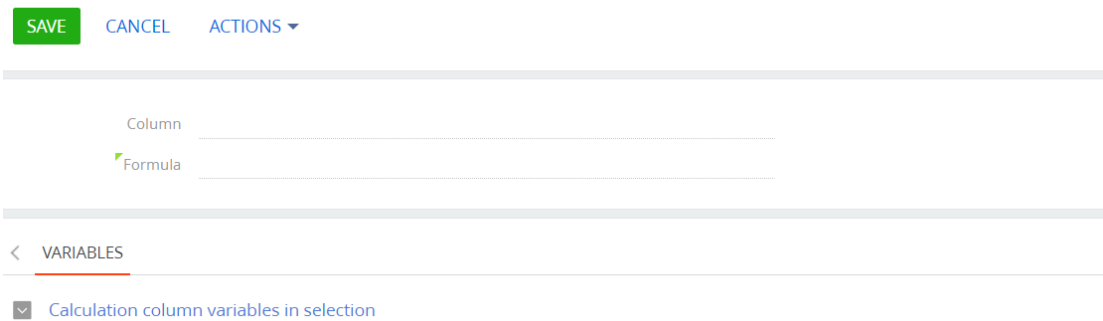 SAVE CANCEL ACTIONS
Column
Formula
VARIABLES
Calculation column variables in selection